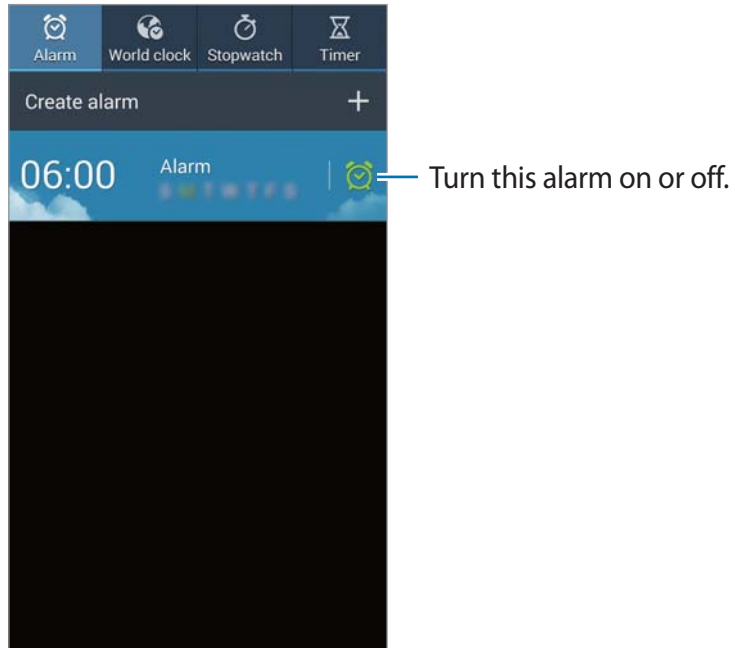 Alarm World clock Stopwatch Timer
Create alarm
06:00 Alarm
Turn this alarm on or off.